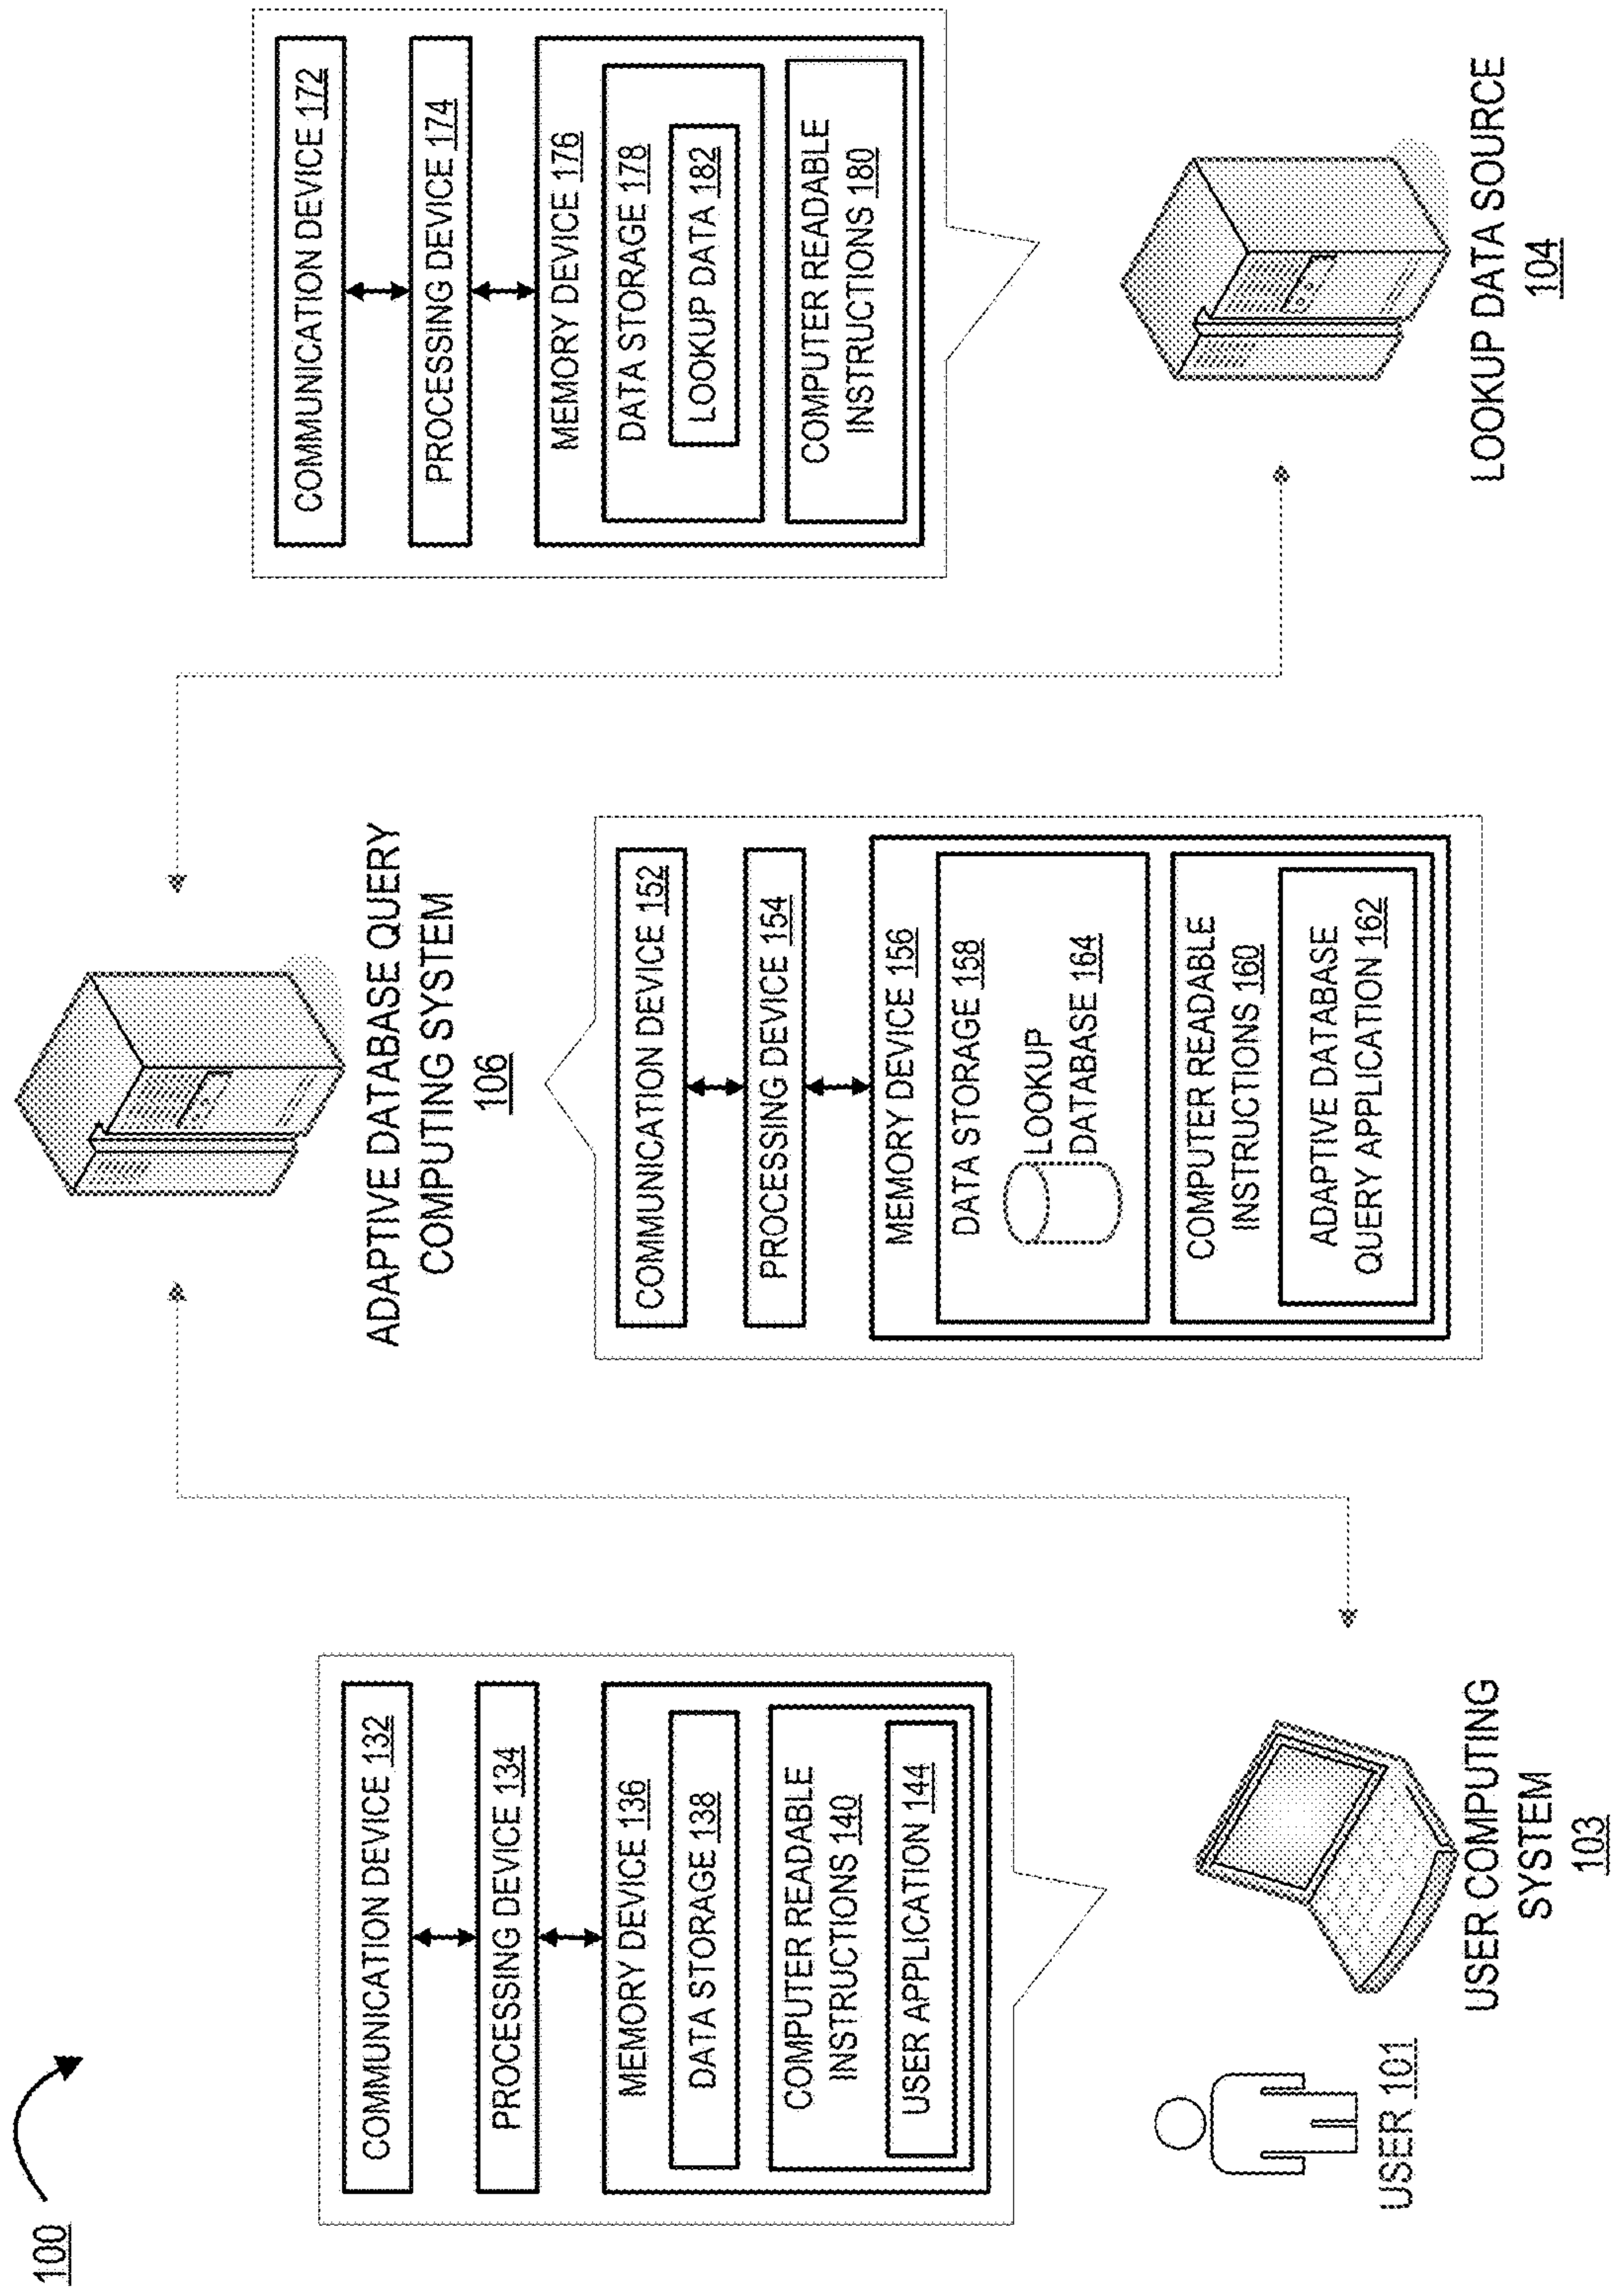 100
COMMUNICATION DEVICE 132
PROCESSING DEVICE 134
MEMORY DEVICE 136
DATA STORAGE 138
COMPUTER READABLE
INSTRUCTIONS 140
USER APPLICATION 144
USER 101
USER COMPUTING
SYSTEM
103
ADAPTIVE DATABASE QUERY
COMPUTING SYSTEM
106
COMMUNICATION DEVICE 152
PROCESSING DEVICE 154
MEMORY DEVICE 156
DATA STORAGE 158
LOOKUP
DATABASE 164
COMPUTER READABLE
INSTRUCTIONS 160
ADAPTIVE DATABASE
QUERY APPLICATION 162
COMMUNICATION DEVICE 172
PROCESSING DEVICE 174
MEMORY DEVICE 176
DATA STORAGE 178
LOOKUP DATA 182
COMPUTER READABLE
INSTRUCTIONS 180
LOOKUP DATA SOURCE
104